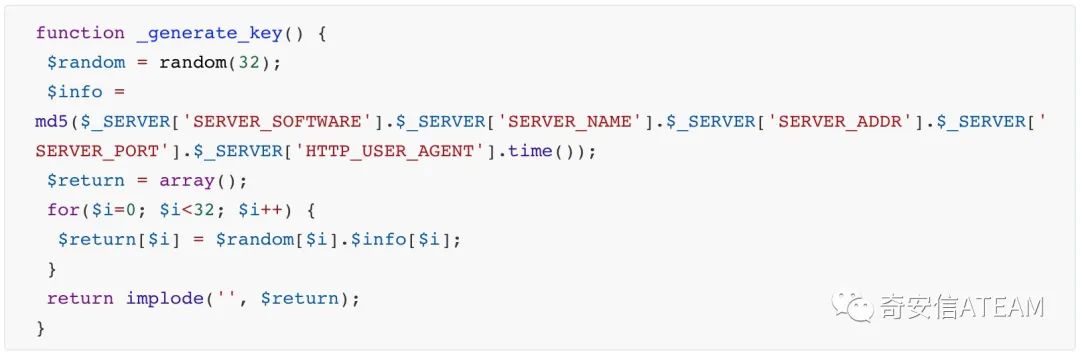 function _generate_key() {
$random = random(32);
$info =
md5($_SERVER['SERVER_SOFTWARE'].$_SERVER['SERVER_NAME'].$_SERVER['SERVER_ADDR'].$_SERVER['
SERVER_PORT'].$_SERVER['HTTP_USER_AGENT'].time());
$return = array();
for($i=0; $i<32; $i++) {
$return[$i] = $random[$i].$info[$i];
}
return implode('', $return);
}
奇安信ATEAM